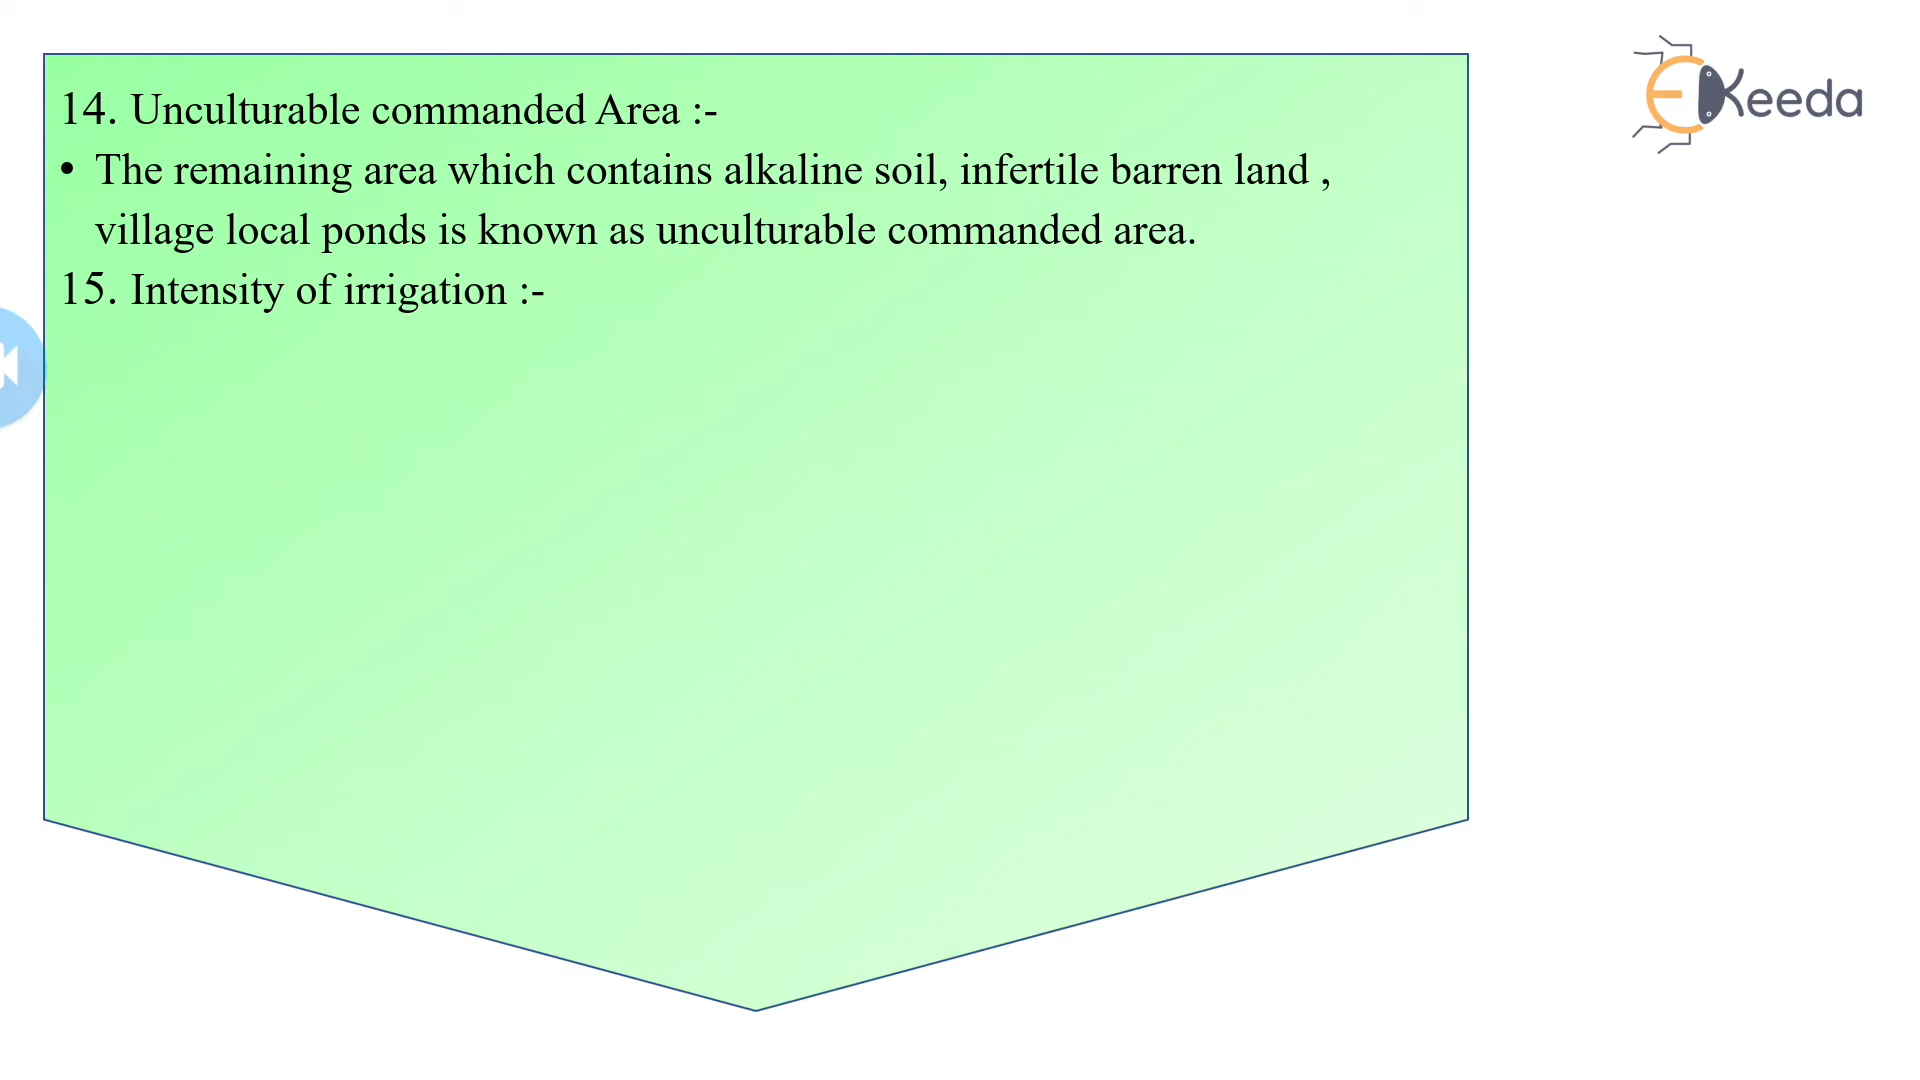 EKeeda
14. Unculturable commanded Area :-
• The remaining area which contains alkaline soil, infertile barren land ,
village local ponds is known as unculturable commanded area.
15. Intensity of irrigation :-